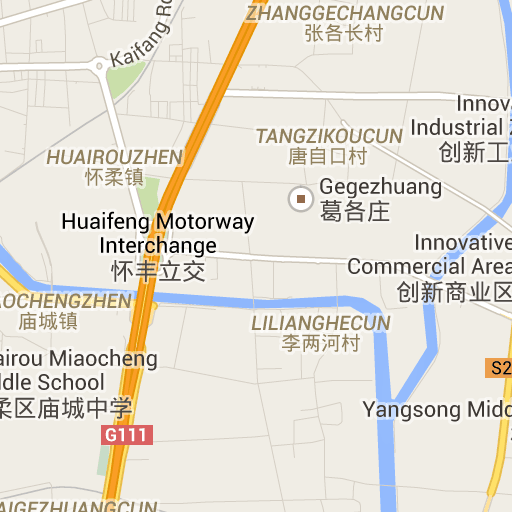 ZHANGGECHANGCUN
张各长村
Kaifang Ro
Innova
Industrial
创新工
TANGZIKOUCUN
唐自口村
HUAIROUZHEN
怀柔镇
Gegezhuang
葛各庄
Huaifeng Motorway
Interchange
怀丰立交
Innovative
Commercial Area
创新商业区
AOCHENGZHEN
庙城镇
LILIANGHECUN
李两河村
airou Miaocheng
ddle School
柔区庙城中学
S2
Yangsong Midd
G111
AIGEZHUANGCUN